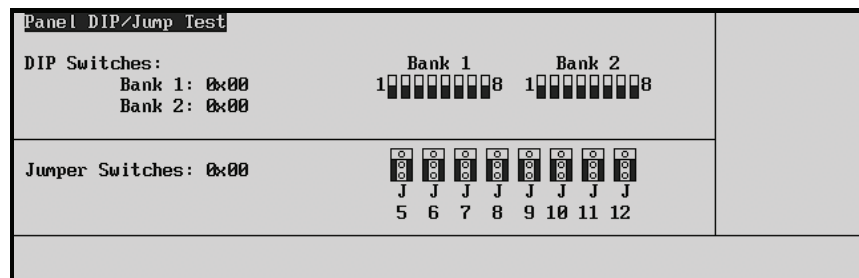 Panel DIP/Jump Test
DIP Switches:
Bank 1: 0x00
Bank 2: 0x00
Bank 1 Bank 2
1 8 1 8
Jumper Switches: 0x00
J J J J J J J J
5 6 7 8 9 10 11 12